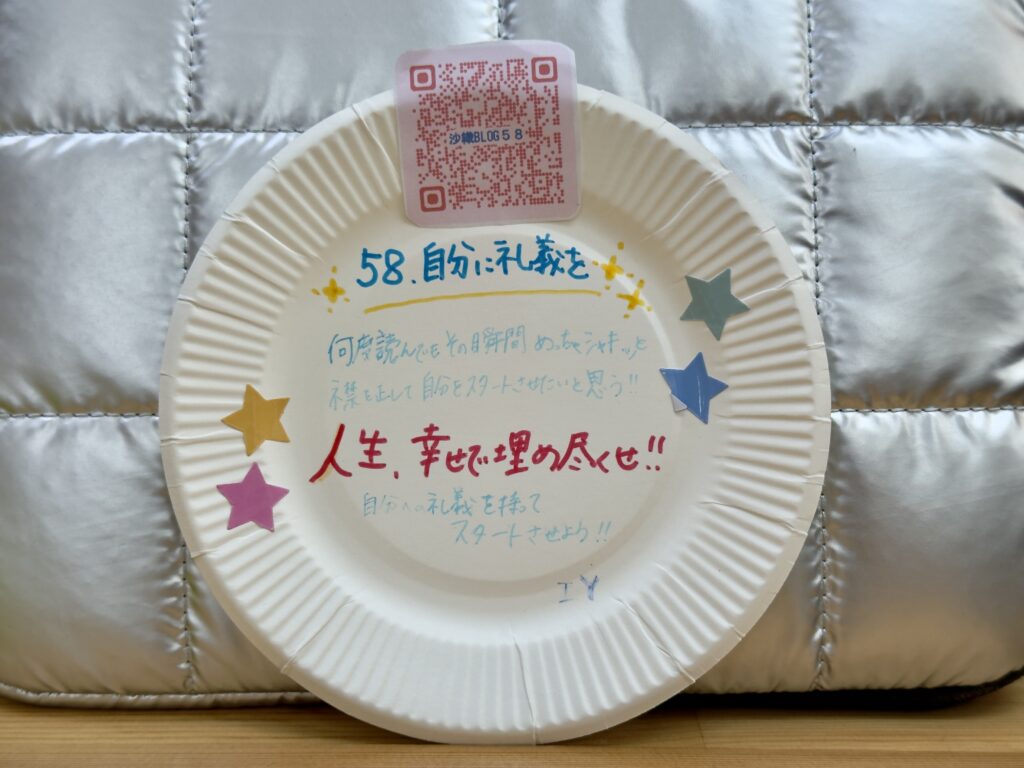 沙織BLOG58
58.自分に礼義を
何度読んでもその瞬間めっちゃシャキッと
襟を正して自分をスタートさせたいと思う!!
人生、幸せで埋め尽くせ!!
自分への礼義を採って
スタートさせよう!!
I Y